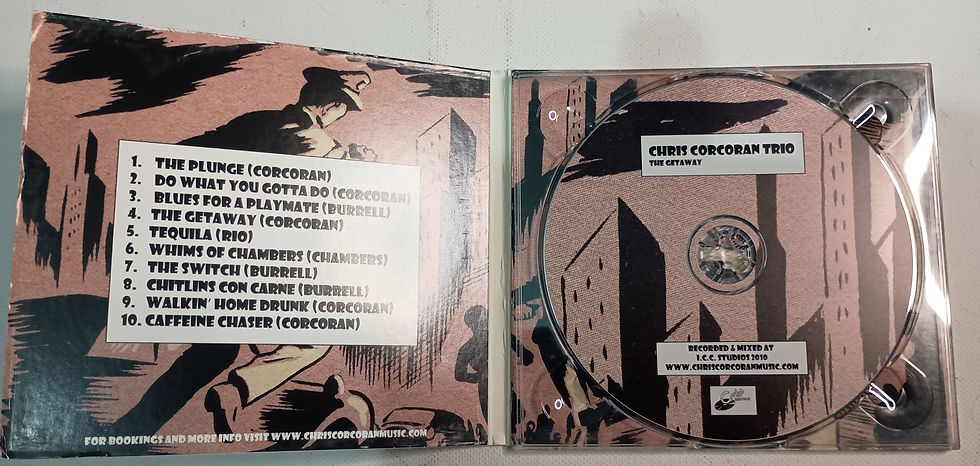 1. THE PLUNGE (CORCORAN)
2. DO WHAT YOU GOTTA DO (CORCORAN)
3. BLUES FOR A PLAYMATE (BURRELL)
4. THE GETAWAY (CORCORAN)
5. TEQUILA (RIO)
6. WHIMS OF CHAMBERS (CHAMBERS)
7. THE SWITCH (BURRELL)
8. CHITLINS CON CARNE (BURRELL)
9. WALKIN' HOME DRUNK (CORCORAN)
10. CAFFEINE CHASER (CORCORAN)
FOR BOOKINGS AND MORE INFO VISIT WWW.CHRISCORCORANMUSIC.COM
CHRIS CORCORAN TRIO
THE GETAWAY
RECORDED & MIXED AT
I.C.C. STUDIOS 2010
WWW.CHRISCORCORANMUSIC.COM